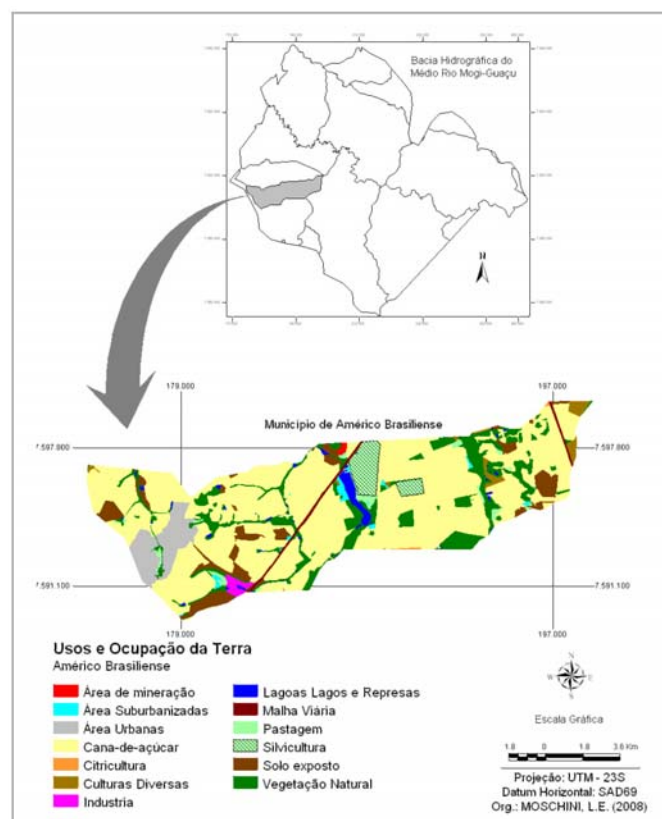 Bacia Hidrográfica do
Médio Rio Mogi-Guaçu
N
179.000
197.000
Município de Américo Brasiliense
7.597.800
7.597.800
7.591.100
7.591.100
179.000
197.000
Usos e Ocupação da Terra
Américo Brasiliense
Área de mineração
Área Suburbanizadas
Área Urbanas
Cana-de-açúcar
Citricultura
Culturas Diversas
Industria
Lagoas Lagos e Represas
Malha Viária
Pastagem
Silvicultura
Solo exposto
Vegetação Natural
N
E
S
Escala Gráfica
1.8 0 1.8 3.6 Km
Projeção: UTM - 23S
Datum Horizontal: SAD69
Org.: MOSCHINI, L.E. (2008)